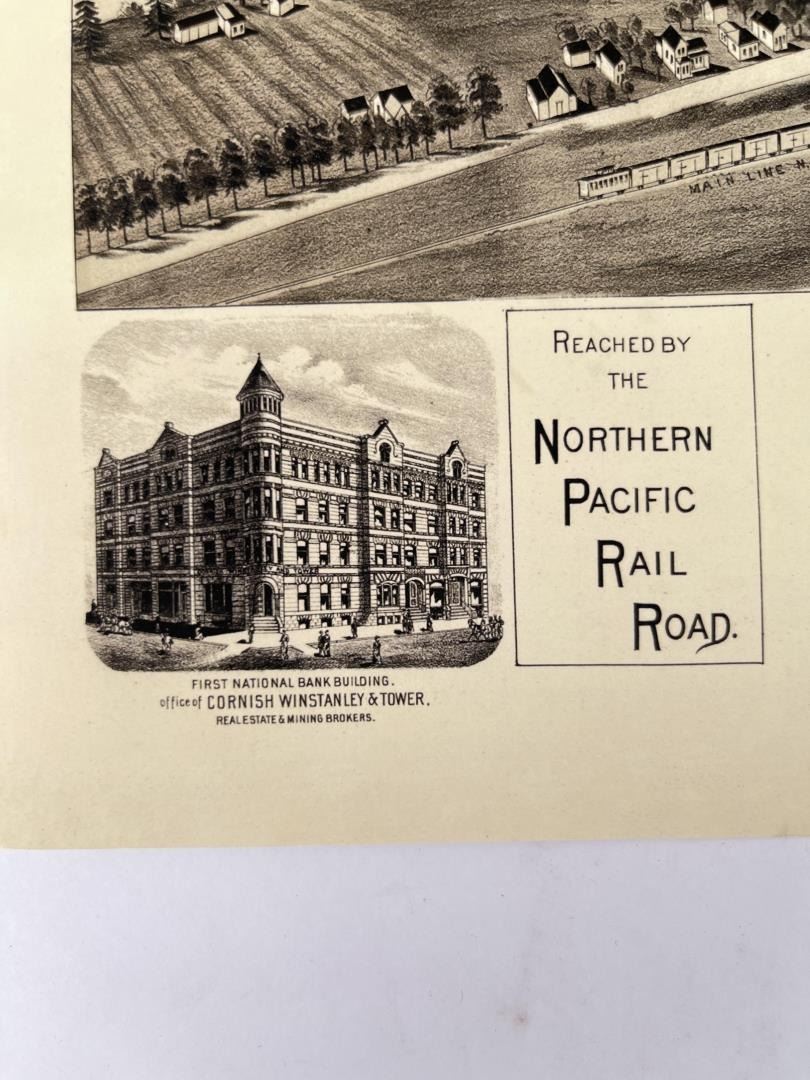 MAIN LINE N.
REACHED BY
THE
NORTHERN
PACIFIC
RAIL
ROAD.
FIRST NATIONAL BANK BUILDING.
office of CORNISH WINSTANLEY & TOWER.
REAL ESTATE & MINING BROKERS.